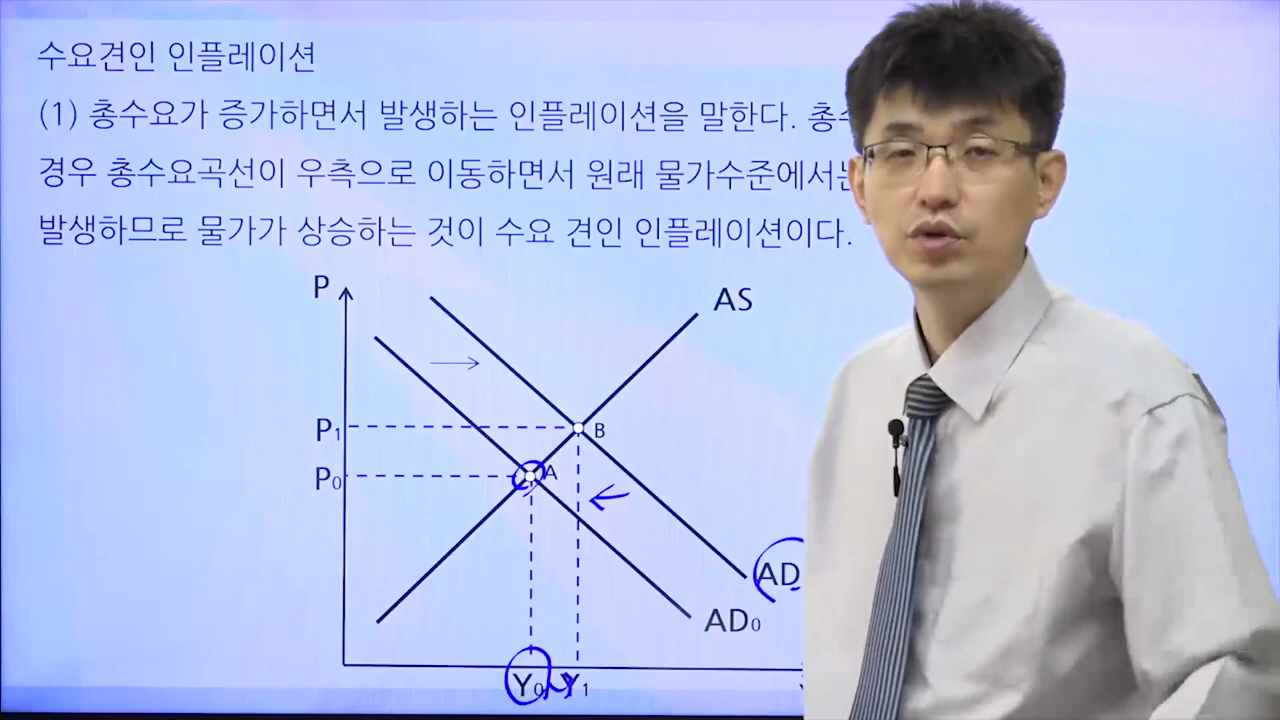 수요견인 인플레이션
(1) 총수요가 증가하면서 발생하는 인플레이션을 말한다.
경우 총수요곡선이 우측으로 이동하면서 원래 물가수준에서는
발생하므로 물가가 상승하는 것이 수요 견인 인플레이션이다.
P
AS
P₁
B
P₀
A
AD
AD₀
Y₀ Y₁